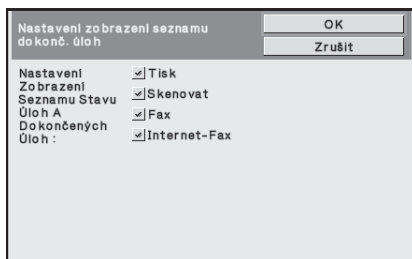 Nastavení zobrazení seznamu
dokonč. úloh
OK
Zrušit
Nastavení
Zobrazení
Seznamu Stavu
Úloh A
Dokončených
Úloh :
Tisk
Skenovat
Fax
Internet-Fax